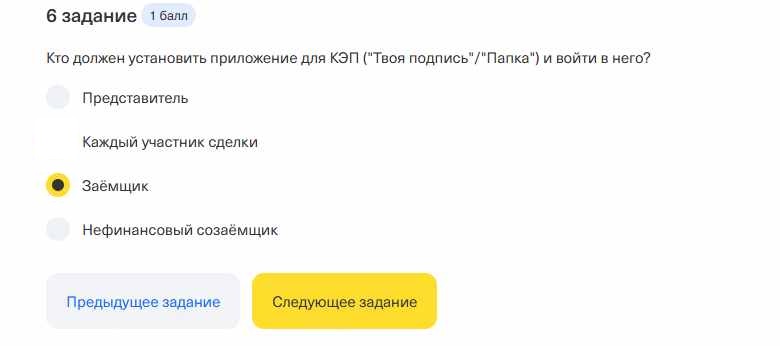 6 задание 1 балл
Кто должен установить приложение для КЭП ("Твоя подпись"/"Папка") и войти в него?
Представитель
Каждый участник сделки
Заёмщик
Нефинансовый созаёмщик
Предыдущее задание Следующее задание